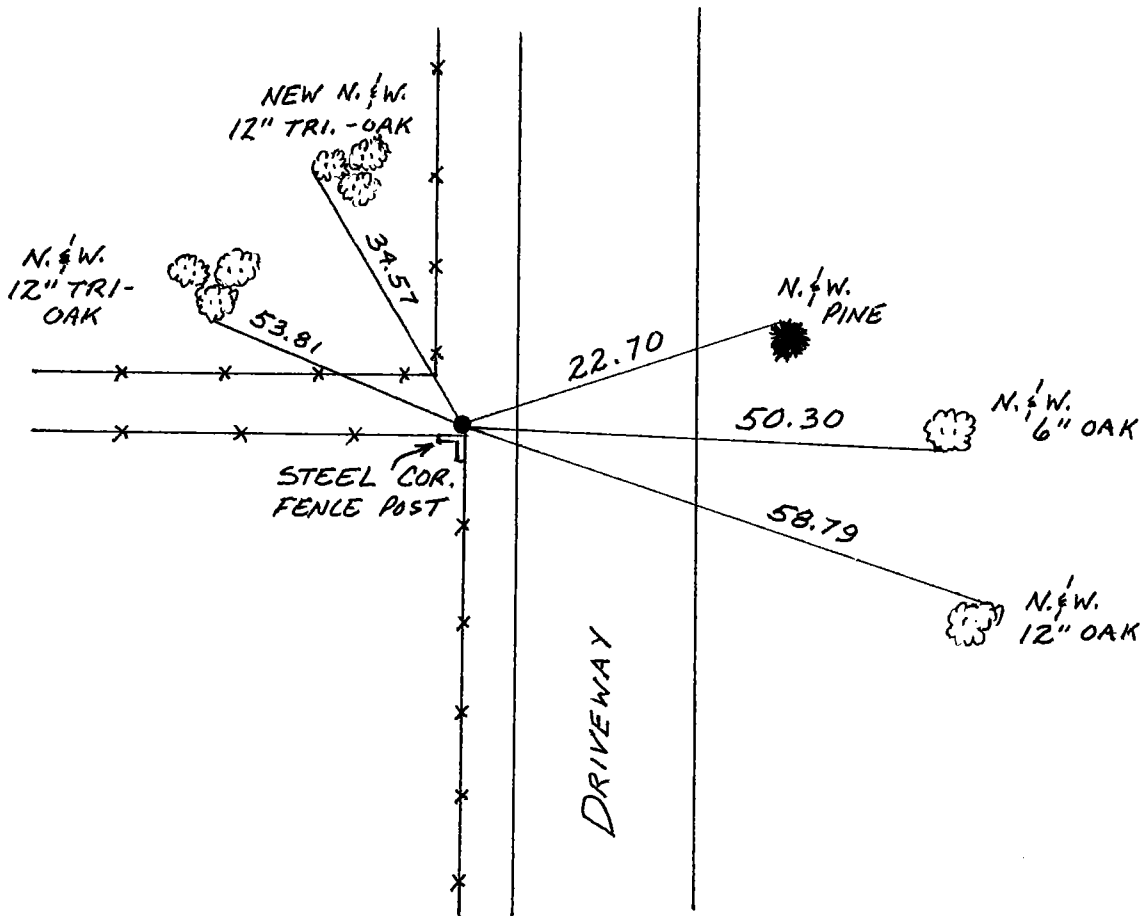 NEW N. & W.
12" TRI. - OAK
34.57
N. & W.
12" TRI-
OAK
53.81
N. & W.
PINE
22.70
N. & W.
6" OAK
50.30
STEEL COR.
FENCE POST
58.79
N. & W.
12" OAK
DRIVEWAY